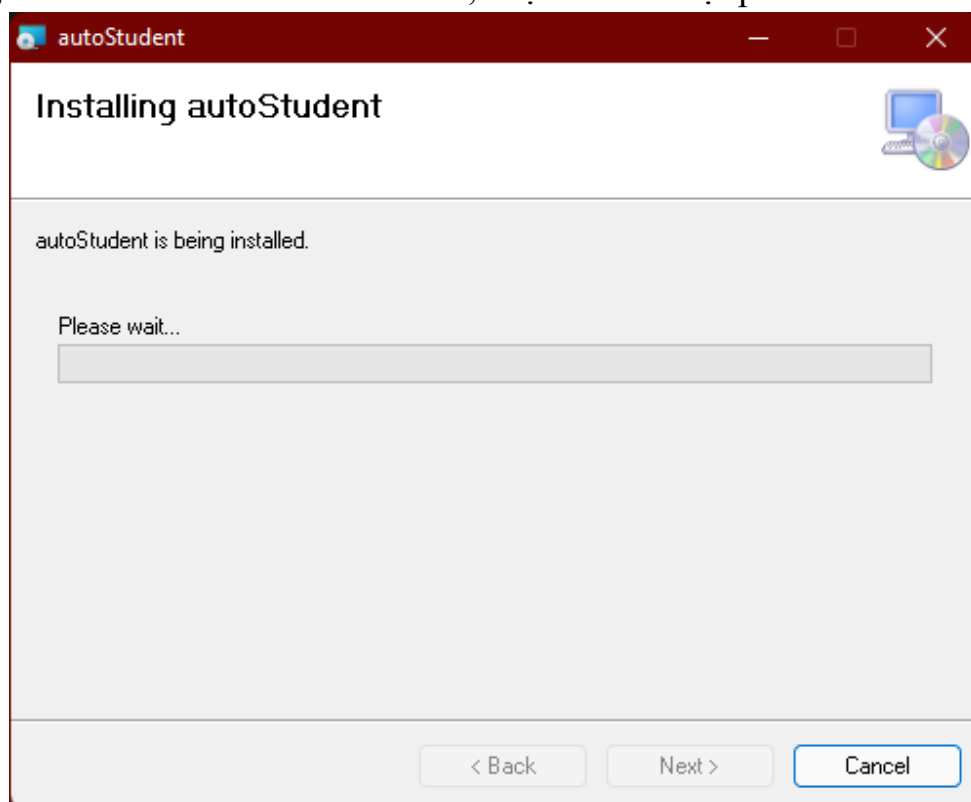 autoStudent
Installing autoStudent
autoStudent is being installed.
Please wait...
< Back Next > Cancel